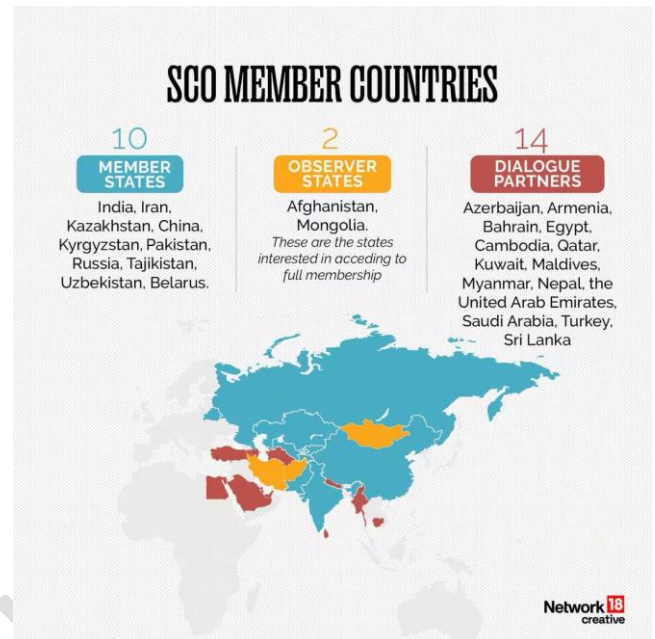 SCO MEMBER COUNTRIES
10
MEMBER
STATES
India, Iran,
Kazakhstan, China,
Kyrgyzstan, Pakistan,
Russia, Tajikistan,
Uzbekistan, Belarus.
2
OBSERVER
STATES
Afghanistan,
Mongolia.
These are the states
interested in acceding to
full membership
14
DIALOGUE
PARTNERS
Azerbaijan, Armenia,
Bahrain, Egypt,
Cambodia, Qatar,
Kuwait, Maldives,
Myanmar, Nepal, the
United Arab Emirates,
Saudi Arabia, Turkey,
Sri Lanka
Network 18
creative